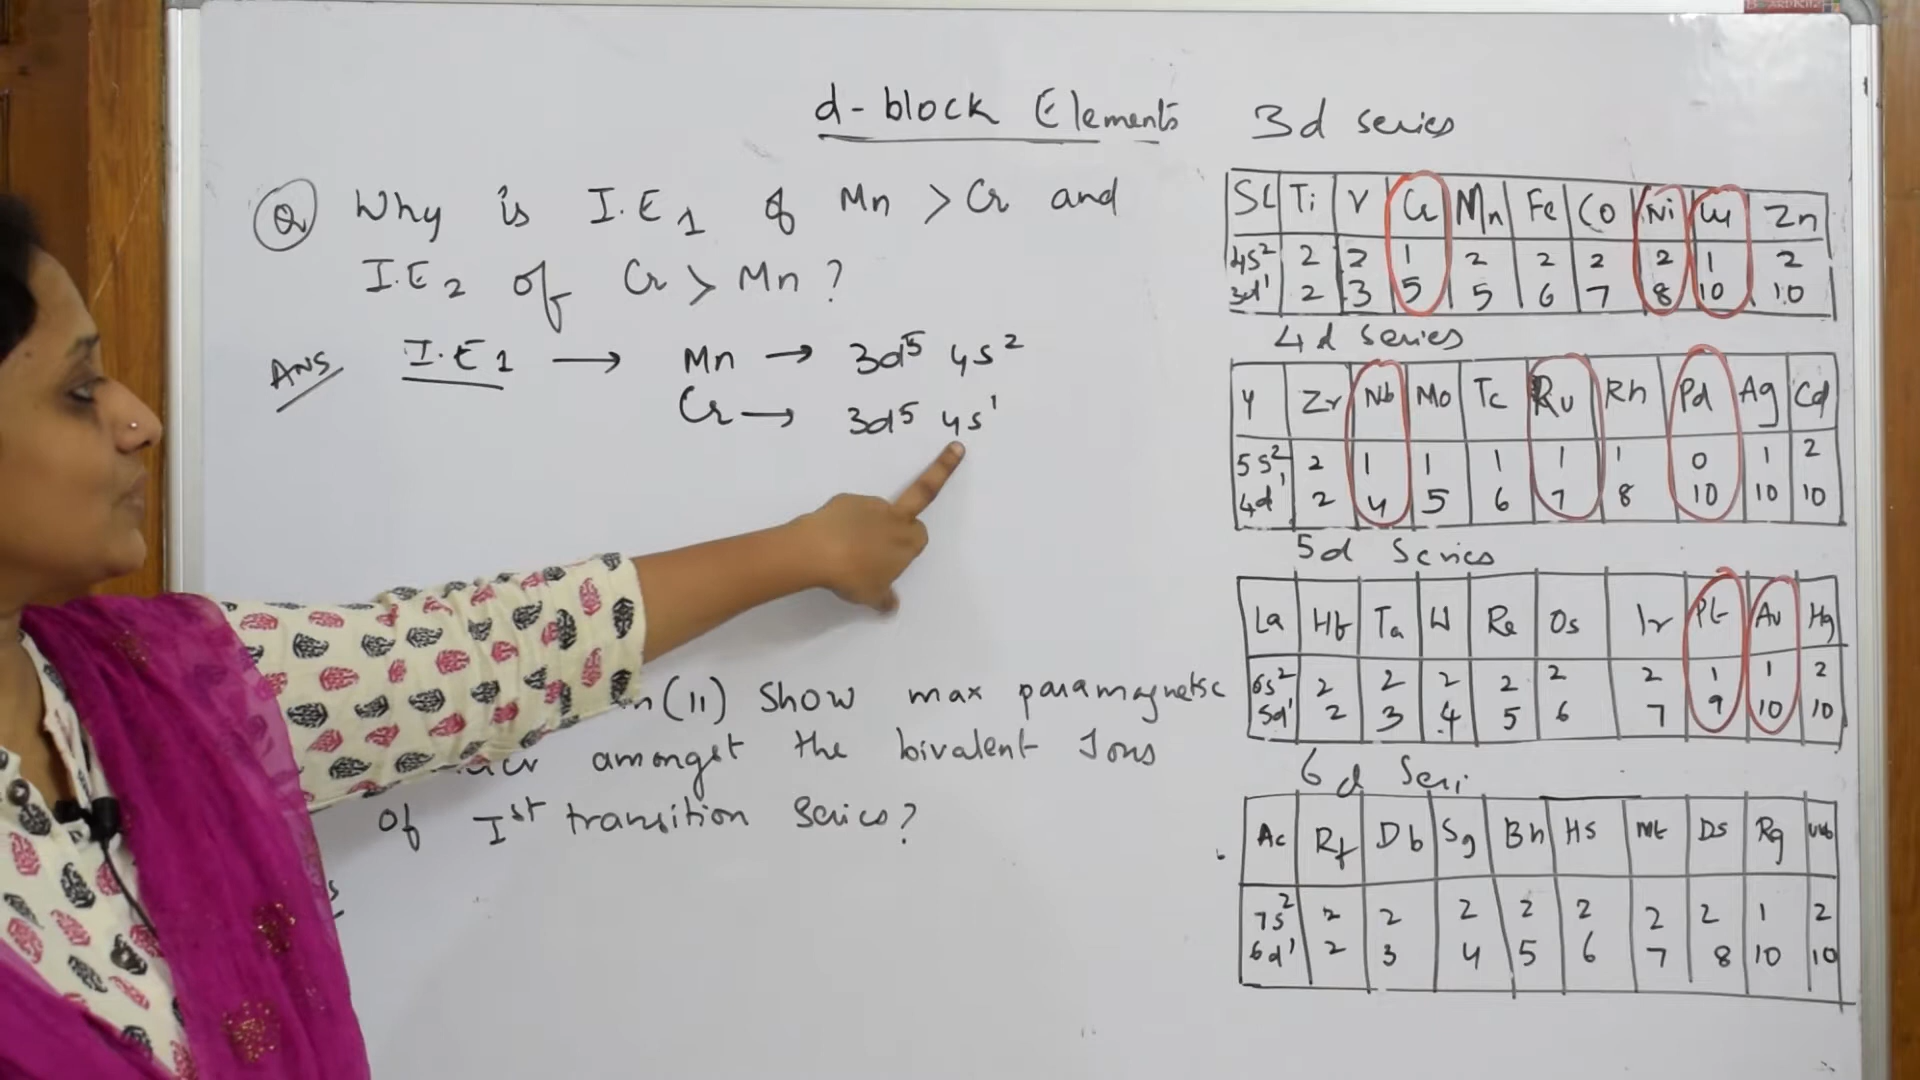 d-block Elements
Q Why is I.E1 of Mn > Cr and
I.E2 of Cr > Mn ?
Ans I.E1 → Mn → 3d5 4s2
Cr → 3d5 4s1
(II) Show max paramagnetic
amongst the bivalent Ions
of Ist transition Series?
3d series
Sc Ti V Cr Mn Fe Co Ni Cu Zn
4s2 2 2 1 2 2 2 2 1 2
3d1 2 3 5 5 6 7 8 10 10
4d Series
Y Zr Nb Mo Tc Ru Rh Pd Ag Cd
5s2 2 1 1 1 1 1 0 1 2
4d1 2 4 5 6 7 8 10 10 10
5d Series
La Hf Ta W Re Os Ir Pt Au Hg
6s2 2 2 2 2 2 2 1 1 2
5d1 2 3 4 5 6 7 9 10 10
6d Seri
Ac Rf Db Sg Bh Hs Mt Ds Rg Uub
7s2 2 2 2 2 2 2 2 1 2
6d1 2 3 4 5 6 7 8 10 10